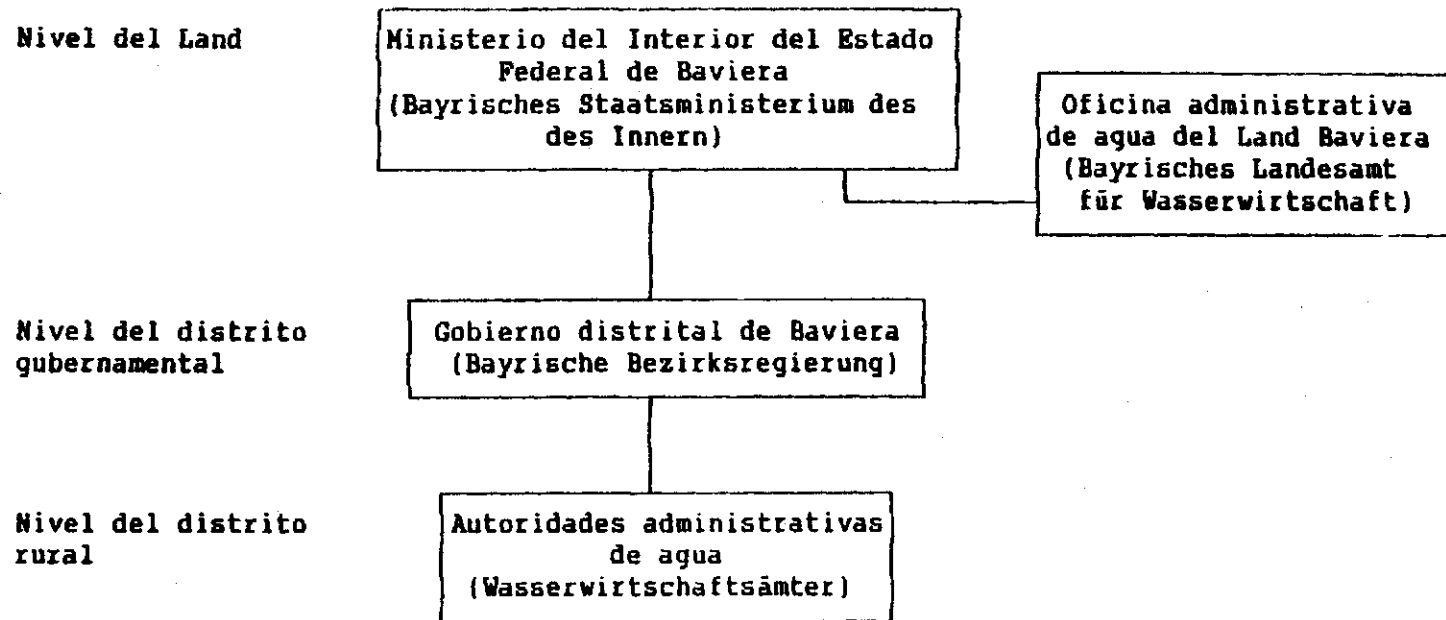 Nivel del Land
Ministerio del Interior del Estado
Federal de Baviera
(Bayrisches Staatsministerium des
des Innern)
Oficina administrativa
de agua del Land Baviera
(Bayrisches Landesamt
für Wasserwirtschaft)
Nivel del distrito
gubernamental
Gobierno distrital de Baviera
(Bayrische Bezirksregierung)
Nivel del distrito
rural
Autoridades administrativas
de agua
(Wasserwirtschaftsämter)